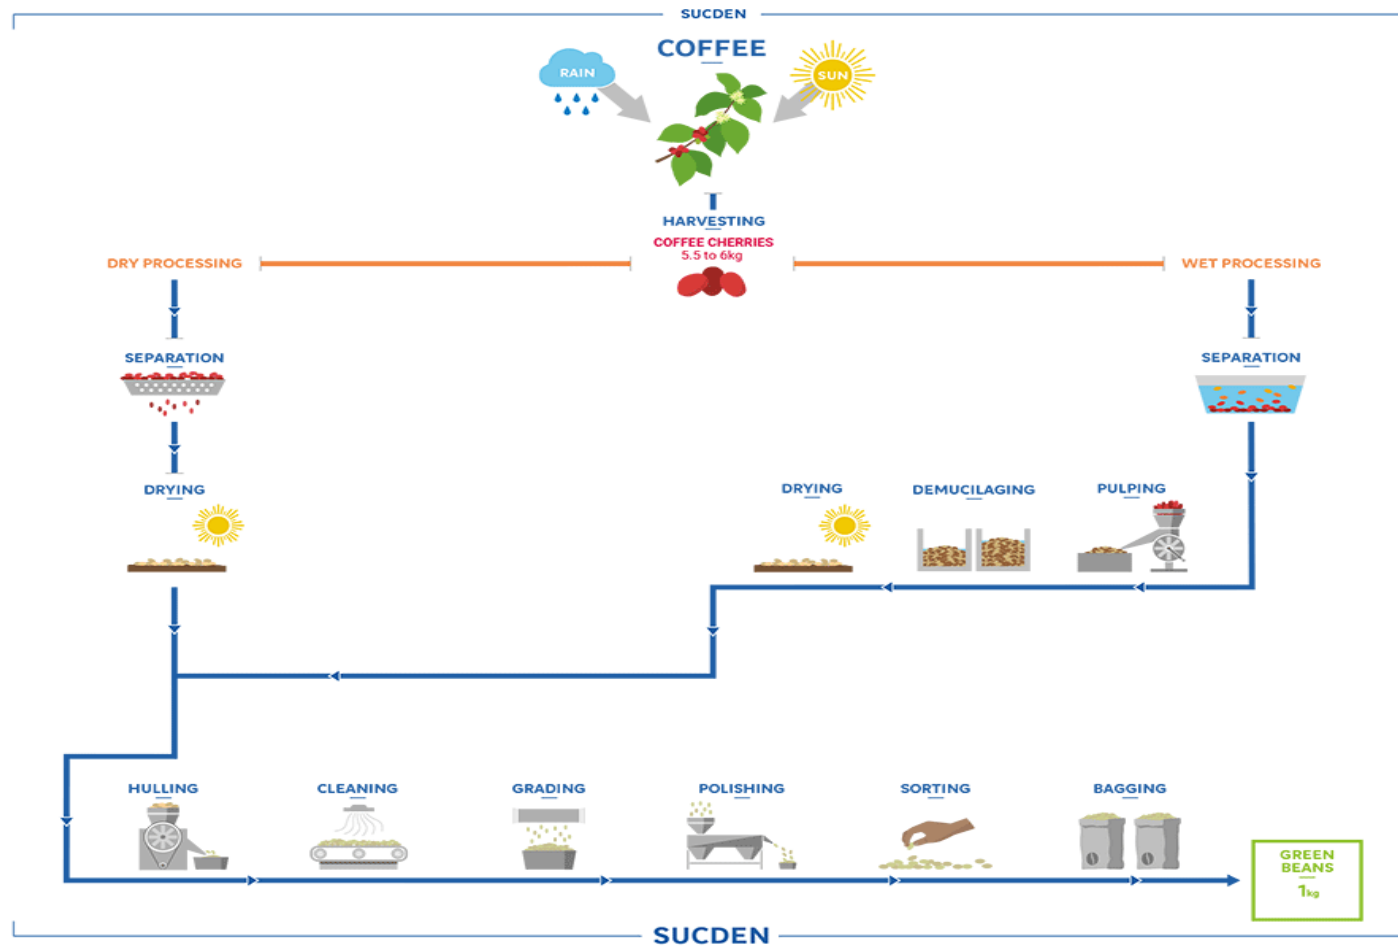 SUCDEN
COFFEE
RAIN
SUN
HARVESTING
COFFEE CHERRIES
5.5 to 6kg
DRY PROCESSING
WET PROCESSING
SEPARATION
SEPARATION
DRYING
DRYING
DEMUCILAGING
PULPING
HULLING
CLEANING
GRADING
POLISHING
SORTING
BAGGING
GREEN
BEANS
1kg
SUCDEN